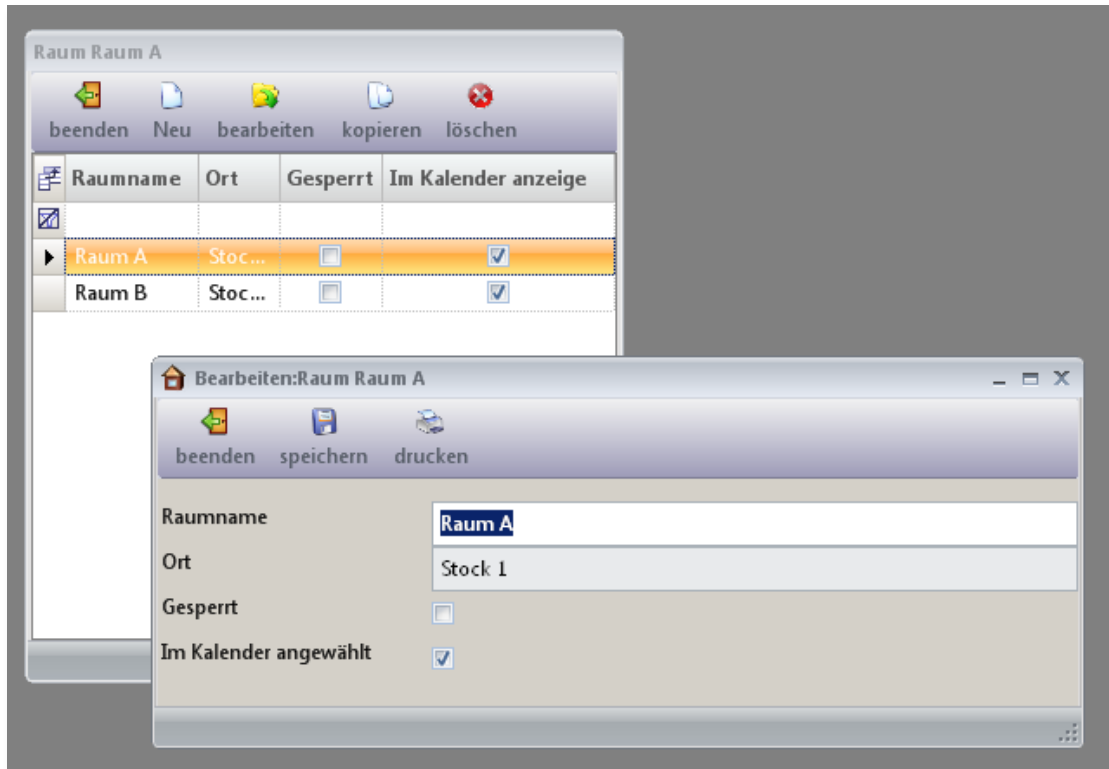 Raum Raum A
beenden Neu bearbeiten kopieren löschen
Raumname Ort Gesperrt Im Kalender anzeige
Raum A Stoc...
Raum B Stoc...
Bearbeiten:Raum Raum A
beenden speichern drucken
Raumname Raum A
Ort Stock 1
Gesperrt
Im Kalender angewählt